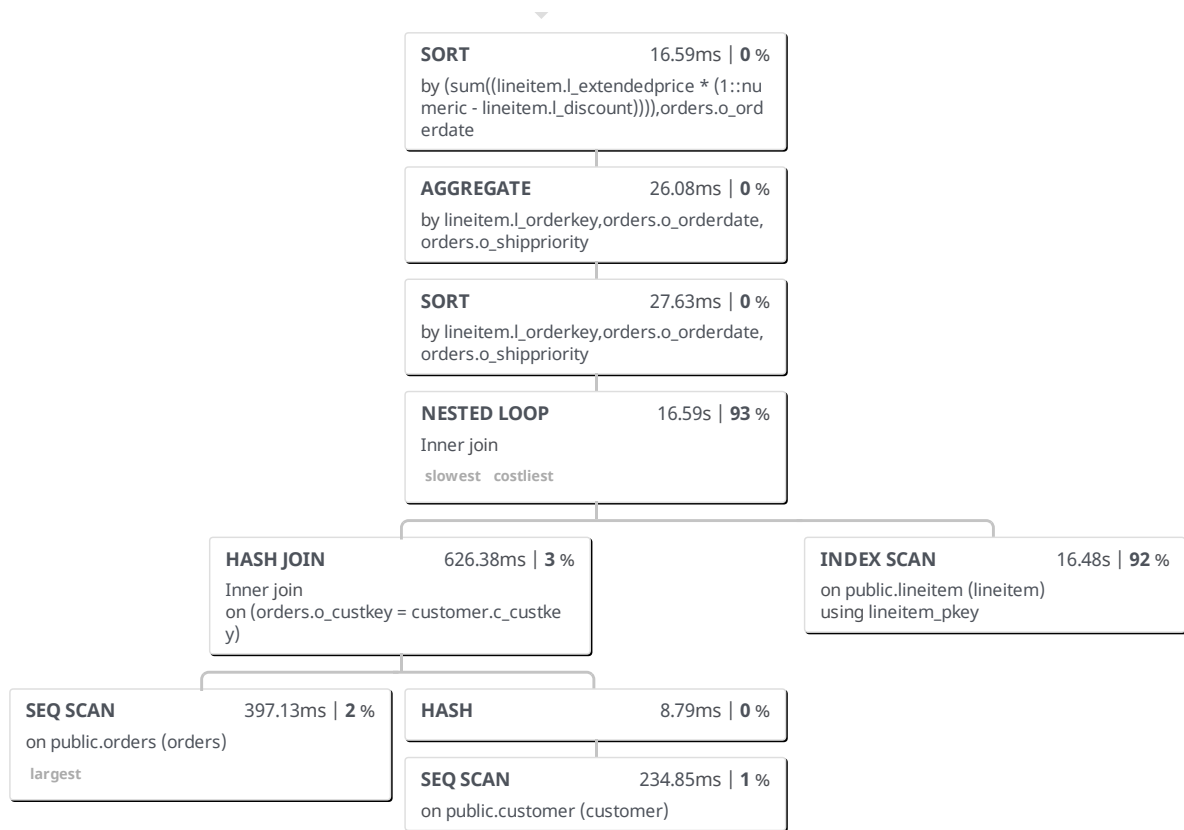 SORT 16.59ms | 0 %
by (sum((lineitem.l_extendedprice * (1::nu
meric - lineitem.l_discount)))),orders.o_ord
erdate
AGGREGATE 26.08ms | 0 %
by lineitem.l_orderkey,orders.o_orderdate,
orders.o_shippriority
SORT 27.63ms | 0 %
by lineitem.l_orderkey,orders.o_orderdate,
orders.o_shippriority
NESTED LOOP 16.59s | 93 %
Inner join
slowest costliest
HASH JOIN 626.38ms | 3 %
Inner join
on (orders.o_custkey = customer.c_custke
y)
INDEX SCAN 16.48s | 92 %
on public.lineitem (lineitem)
using lineitem_pkey
SEQ SCAN 397.13ms | 2 %
on public.orders (orders)
largest
HASH 8.79ms | 0 %
SEQ SCAN 234.85ms | 1 %
on public.customer (customer)